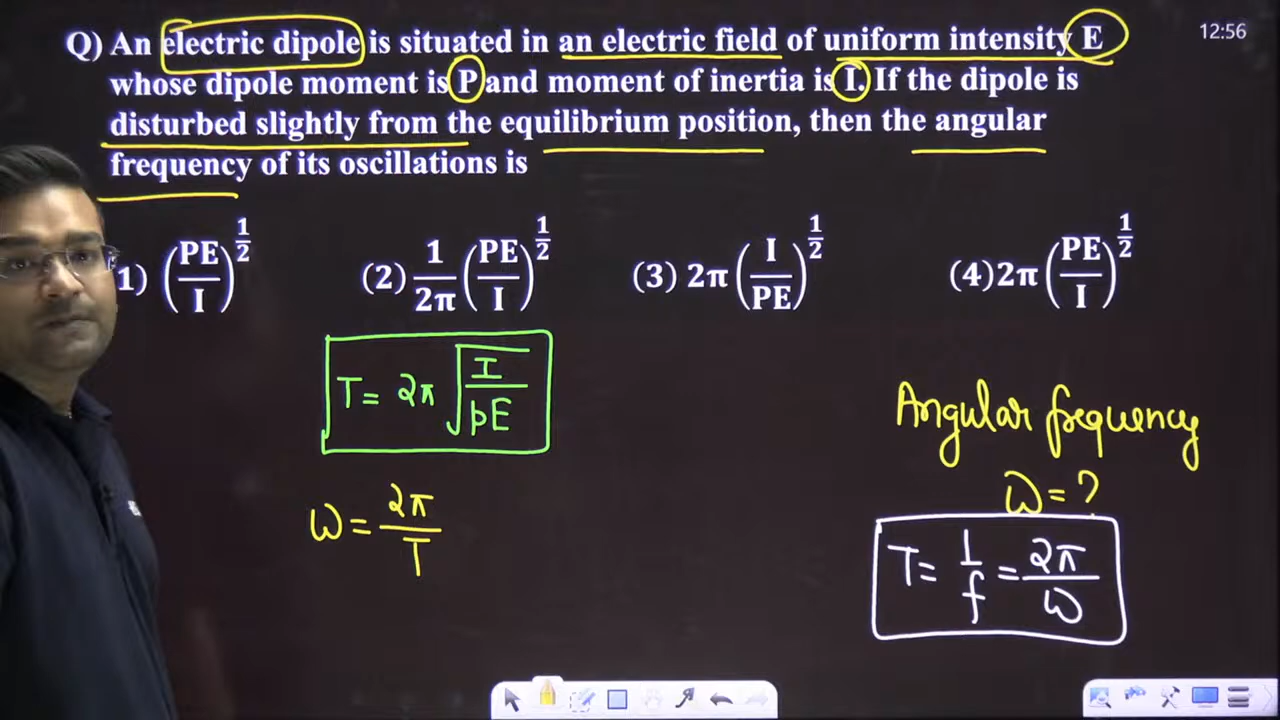 12:56
Q) An electric dipole is situated in an electric field of uniform intensity E
whose dipole moment is P and moment of inertia is I. If the dipole is
disturbed slightly from the equilibrium position, then the angular
frequency of its oscillations is
1) (PE/I)^{1/2} (2) 1/2π (PE/I)^{1/2} (3) 2π (I/PE)^{1/2} (4) 2π (PE/I)^{1/2}
T = 2π √(I/pE)
Angular frequency
ω = ?
ω = 2π/T
T = 1/f = 2π/ω